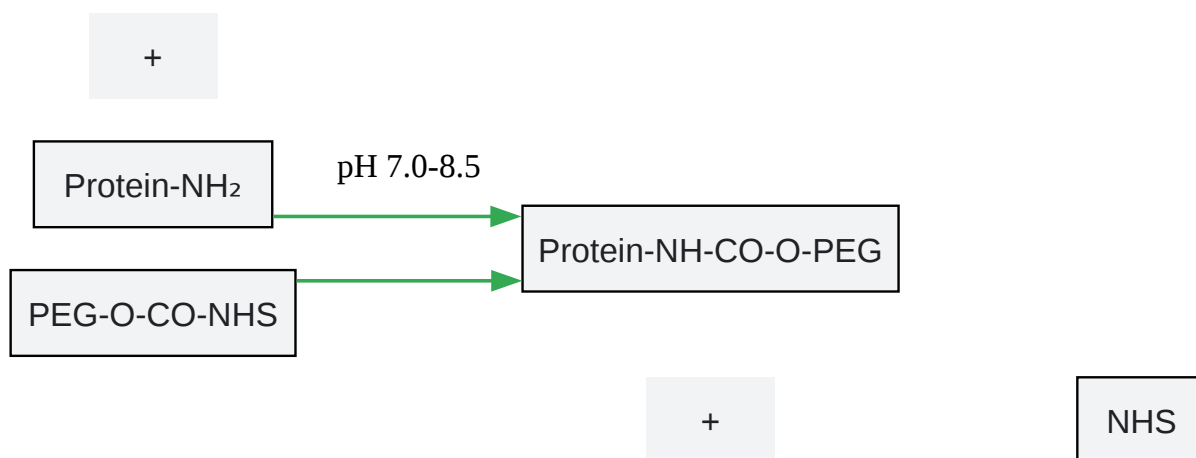 +
Protein-NH₂
pH 7.0-8.5
Protein-NH-CO-O-PEG
PEG-O-CO-NHS
+
NHS